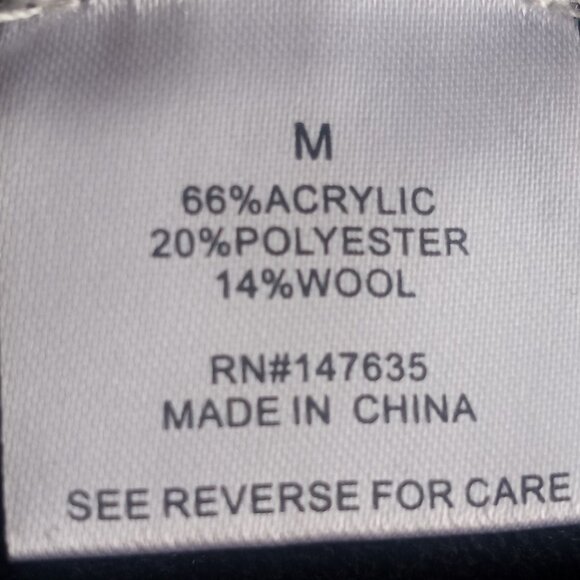 M
66%ACRYLIC
20%POLYESTER
14%WOOL
RN#147635
MADE IN CHINA
SEE REVERSE FOR CARE